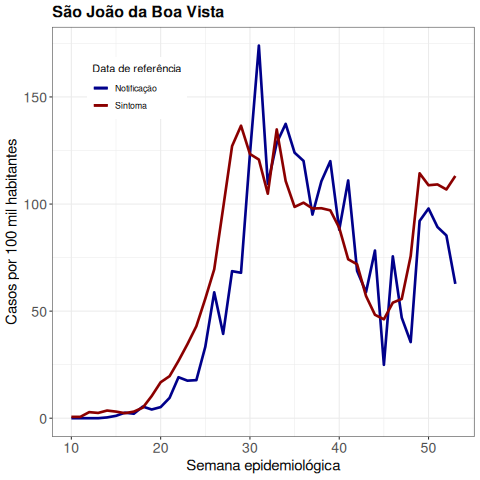 São João da Boa Vista
Casos por 100 mil habitantes
150
100
50
0
Data de referência
Notificação
Sintoma
10
20
30
40
50
Semana epidemiológica